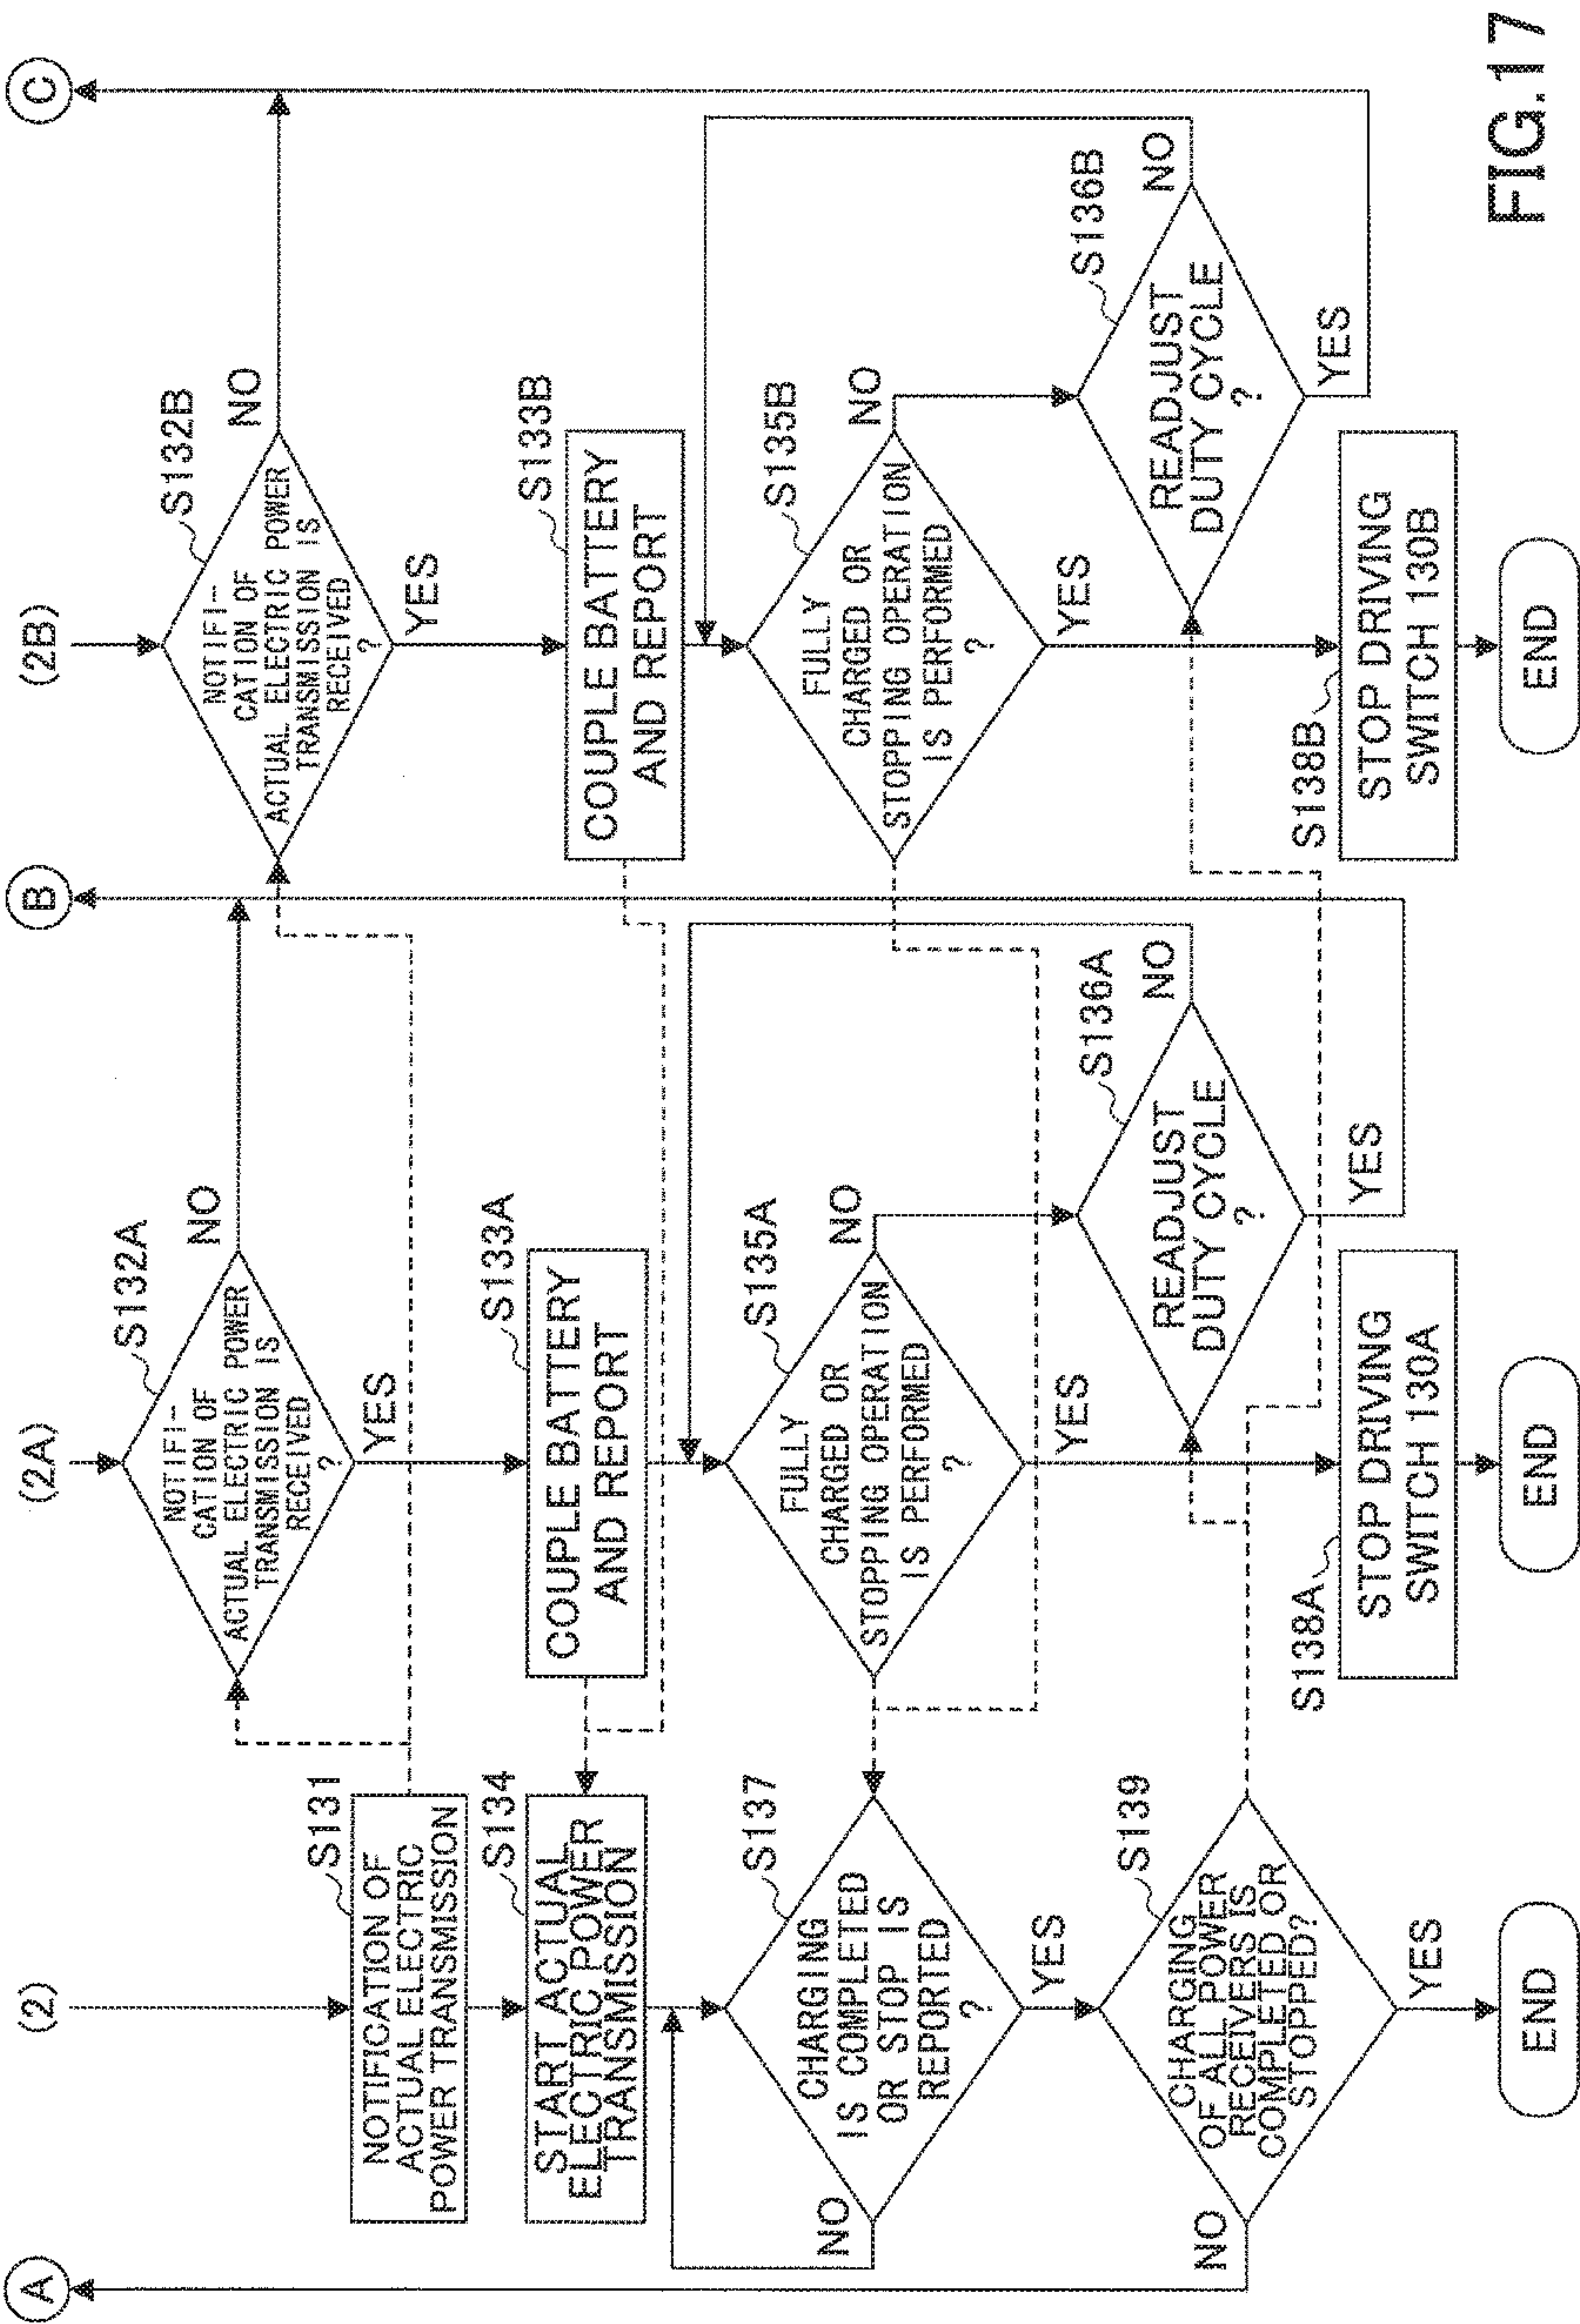 (2)
(2A)
(2B)
A
B
C
NOTIFICATION OF
ACTUAL ELECTRIC
POWER TRANSMISSION
S131
START ACTUAL
ELECTRIC POWER
TRANSMISSION
S134
CHARGING
IS COMPLETED
OR STOP IS
REPORTED
?
S137
NO
YES
CHARGING
OF ALL POWER
RECEIVERS IS
COMPLETED OR
STOPPED?
S139
NO
YES
END
NOTIFI-
CATION OF
ACTUAL ELECTRIC POWER
TRANSMISSION IS
RECEIVED
?
S132A
NO
YES
COUPLE BATTERY
AND REPORT
S133A
FULLY
CHARGED OR
STOPPING OPERATION
IS PERFORMED
?
S135A
NO
YES
READJUST
DUTY CYCLE
?
S136A
NO
YES
S138A
STOP DRIVING
SWITCH 130A
END
NOTIFI-
CATION OF
ACTUAL ELECTRIC POWER
TRANSMISSION IS
RECEIVED
?
S132B
NO
YES
COUPLE BATTERY
AND REPORT
S133B
FULLY
CHARGED OR
STOPPING OPERATION
IS PERFORMED
?
S135B
NO
YES
READJUST
DUTY CYCLE
?
S136B
NO
YES
S138B
STOP DRIVING
SWITCH 130B
END
FIG.17